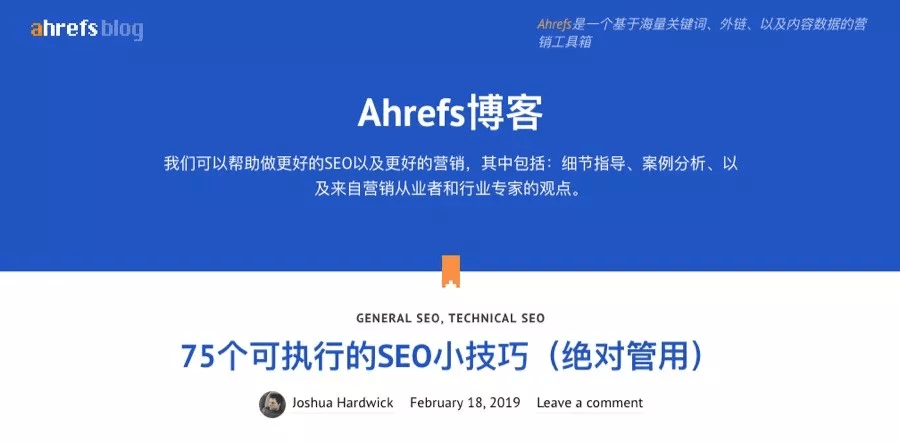 ahrefs blog
Ahrefs是一个基于海量关键词、外链、以及内容数据的营
销工具箱
Ahrefs博客
我们可以帮助做更好的SEO以及更好的营销，其中包括：细节指导、案例分析、以
及来自营销从业者和行业专家的观点。
GENERAL SEO, TECHNICAL SEO
75个可执行的SEO小技巧（绝对管用）
Joshua Hardwick February 18, 2019 Leave a comment